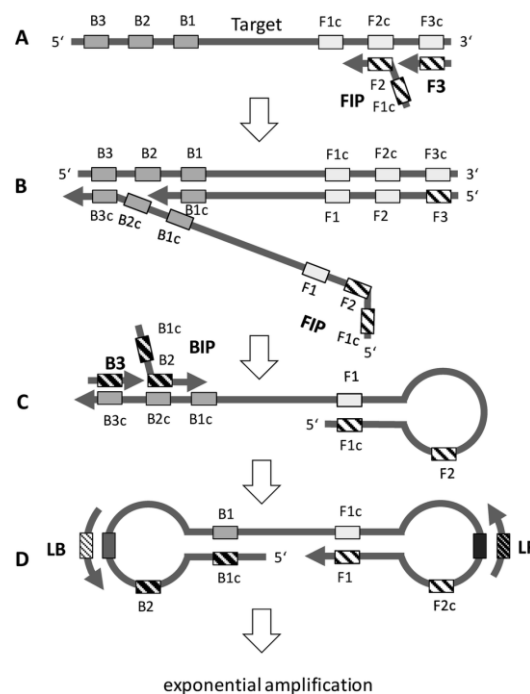 B3 B2 B1 Target F1c F2c F3c
A 5‘ 3‘
F2 F3
FIP F1c
B3 B2 B1 F1c F2c F3c
5‘ 3‘
B 5‘
B3c B2c B1c B1c F1 F2 F3
F1 F2
FIP F1c
5‘
B1c BIP
B3 B2 F1
C
B3c B2c B1c 5‘ F1c
F2
B1 F1c
D LB 5‘ LI
B2 B1c F1 F2c
exponential amplification